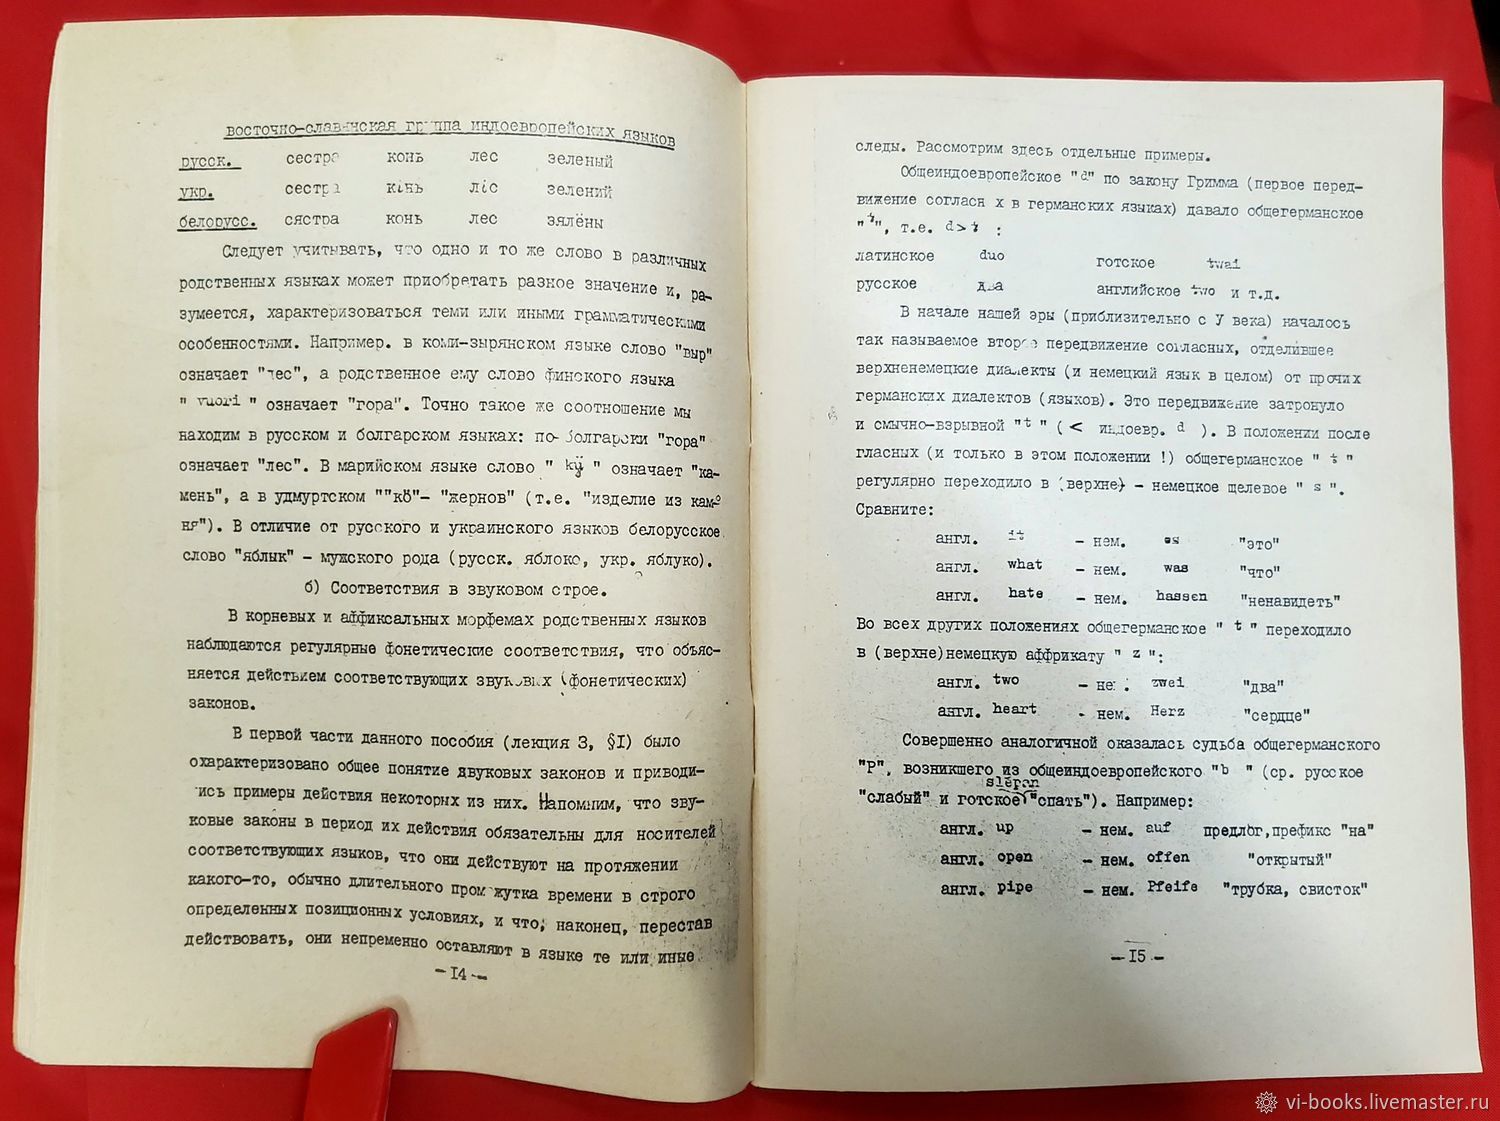 восточно-славянская группа индоевропейских языков
русск. сестра конь лес зеленый
укр. сестра кінь ліс зелений
белорусс. сястра конь лес зялёны
Следует учитывать, что одно и то же слово в различных
родственных языках может приобретать разное значение и, ра-
зумеется, характеризоваться теми или иными грамматическими
особенностями. Например. в коми-зырянском языке слово "выр"
означает "лес", а родственное ему слово финского языка
" vuori " означает "гора". Точно такое же соотношение мы
находим в русском и болгарском языках: по-болгарски "гора"
означает "лес". В марийском языке слово " kÿ " означает "ка-
мень", а в удмуртском ""кӧ"- "жернов" (т.е. "изделие из кам-
ня"). В отличие от русского и украинского языков белорусское
слово "яблык" - мужского рода (русск. яблоко, укр. яблуко).
б) Соответствия в звуковом строе.
В корневых и аффиксальных морфемах родственных языков
наблюдаются регулярные фонетические соответствия, что объяс-
няется действием соответствующих звуковых (фонетических)
законов.
В первой части данного пособия (лекция 3, §I) было
охарактеризовано общее понятие двуковых законов и приводи-
лись примеры действия некоторых из них. Напомним, что зву-
ковые законы в период их действия обязательны для носителей
соответствующих языков, что они действуют на протяжении
какого-то, обычно длительного промежутка времени в строго
определенных позиционных условиях, и что, наконец, перестав
действовать, они непременно оставляют в языке те или иные
-I4-
следы. Рассмотрим здесь отдельные примеры.
Общеиндоевропейское "d" по закону Гримма (первое перед-
вижение согласных в германских языках) давало общегерманское
"t", т.е. d>t :
латинское duo готское twai
русское два английское two и т.д.
В начале нашей эры (приблизительно с У века) началось
так называемое второе передвижение согласных, отделившее
верхненемецкие диалекты (и немецкий язык в целом) от прочих
германских диалектов (языков). Это передвижение затронуло
и смычно-взрывной "t " ( < индоевр. d ). В положении после
гласных (и только в этом положении !) общегерманское " t "
регулярно переходило в (верхне) - немецкое щелевое " s ".
Сравните:
англ. it - нем. es "это"
англ. what - нем. was "что"
англ. hate - нем. hassen "ненавидеть"
Во всех других положениях общегерманское " t " переходило
в (верхне)немецкую аффрикату " z ":
англ. two - нем. zwei "два"
англ. heart - нем. Herz "сердце"
Совершенно аналогичной оказалась судьба общегерманского
"Р", возникшего из общеиндоевропейского "b " (ср. русское
"слабый" и готское slēpan "спать"). Например:
англ. up - нем. auf предлог,префикс "на"
англ. open - нем. offen "открытый"
англ. pipe - нем. Pfeife "трубка, свисток"
-I5-
vi-books.livemaster.ru